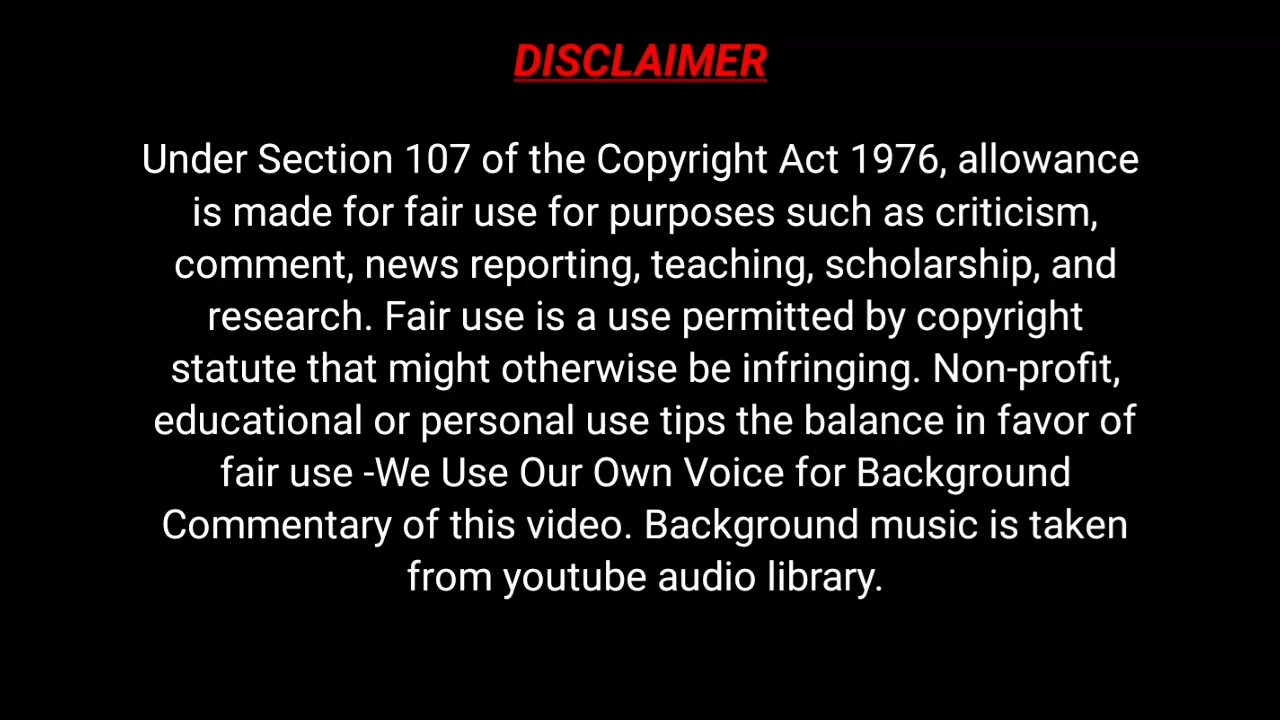 DISCLAIMER
Under Section 107 of the Copyright Act 1976, allowance
is made for fair use for purposes such as criticism,
comment, news reporting, teaching, scholarship, and
research. Fair use is a use permitted by copyright
statute that might otherwise be infringing. Non-profit,
educational or personal use tips the balance in favor of
fair use -We Use Our Own Voice for Background
Commentary of this video. Background music is taken
from youtube audio library.